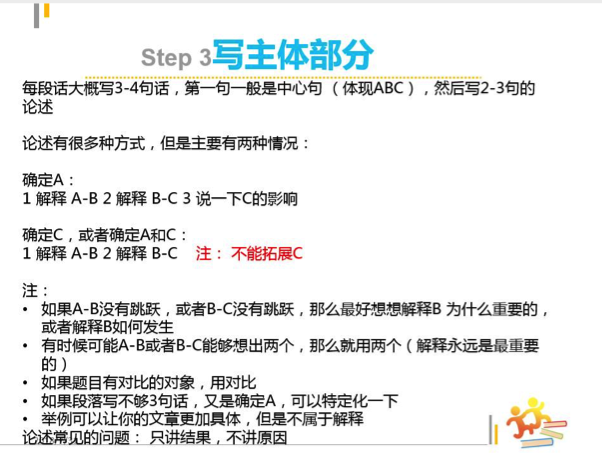 Step 3写主体部分
每段话大概写3-4句话，第一句一般是中心句 （体现ABC），然后写2-3句的
论述
论述有很多种方式，但是主要有两种情况：
确定A：
1 解释 A-B 2 解释 B-C 3 说一下C的影响
确定C，或者确定A和C：
1 解释 A-B 2 解释 B-C 注： 不能拓展C
注：
• 如果A-B没有跳跃，或者B-C没有跳跃，那么最好想想解释B 为什么重要的，
或者解释B如何发生
• 有时候可能A-B或者B-C能够想出两个，那么就用两个（解释永远是最重要
的）
• 如果题目有对比的对象，用对比
• 如果段落写不够3句话，又是确定A，可以特定化一下
• 举例可以让你的文章更加具体，但是不属于解释
论述常见的问题： 只讲结果，不讲原因